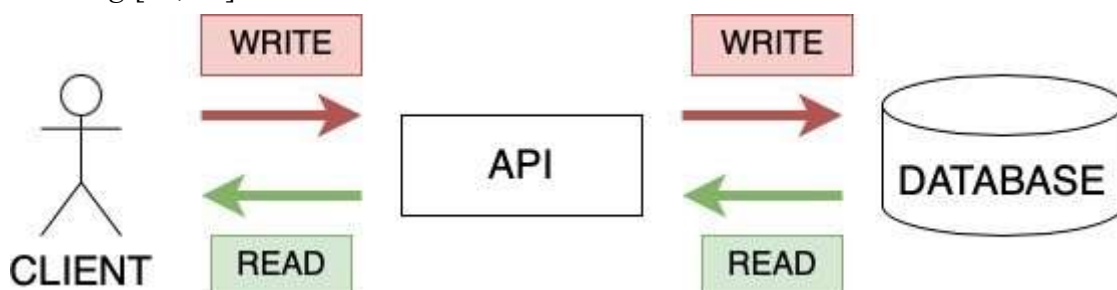 WRITE
WRITE
API
DATABASE
CLIENT
READ
READ